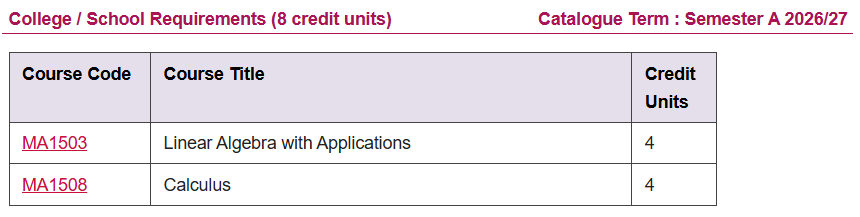 College / School Requirements (8 credit units) Catalogue Term : Semester A 2026/27
Course Code Course Title Credit Units
MA1503 Linear Algebra with Applications 4
MA1508 Calculus 4